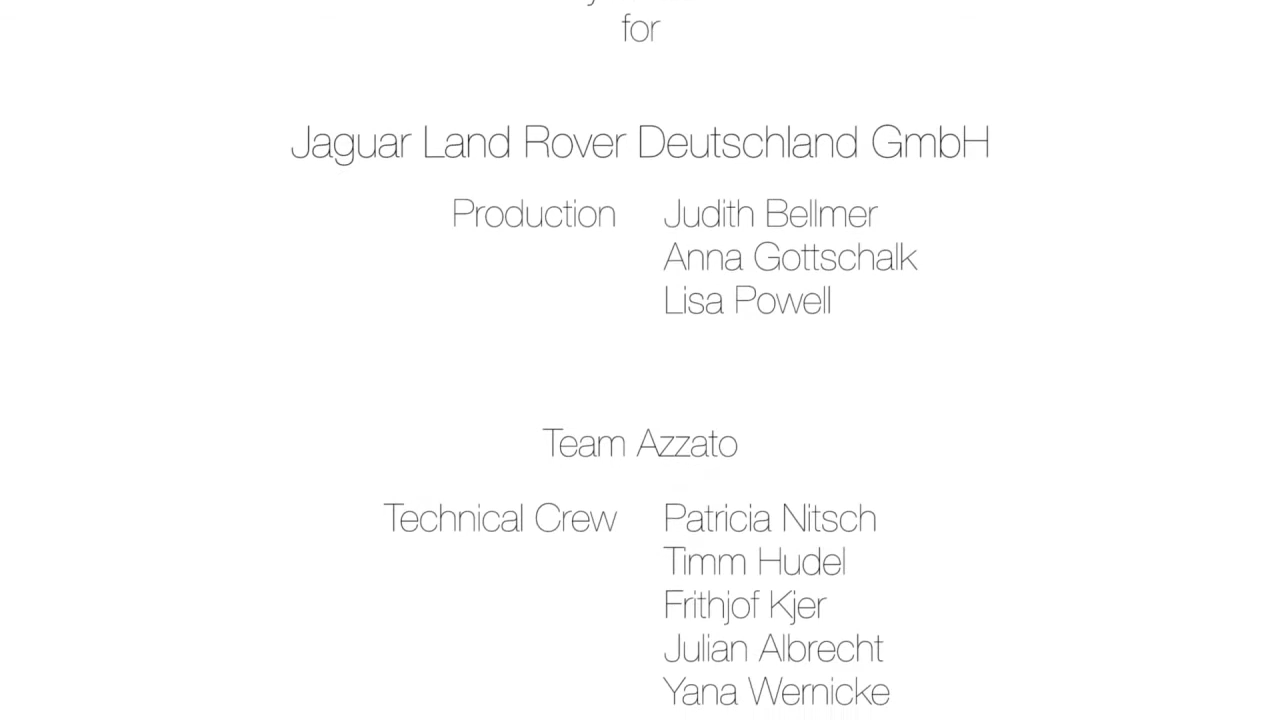 for
Jaguar Land Rover Deutschland GmbH
Production Judith Bellmer
Anna Gottschalk
Lisa Powell
Team Azzato
Technical Crew Patricia Nitsch
Timm Hudel
Frithjof Kjer
Julian Albrecht
Yana Wernicke